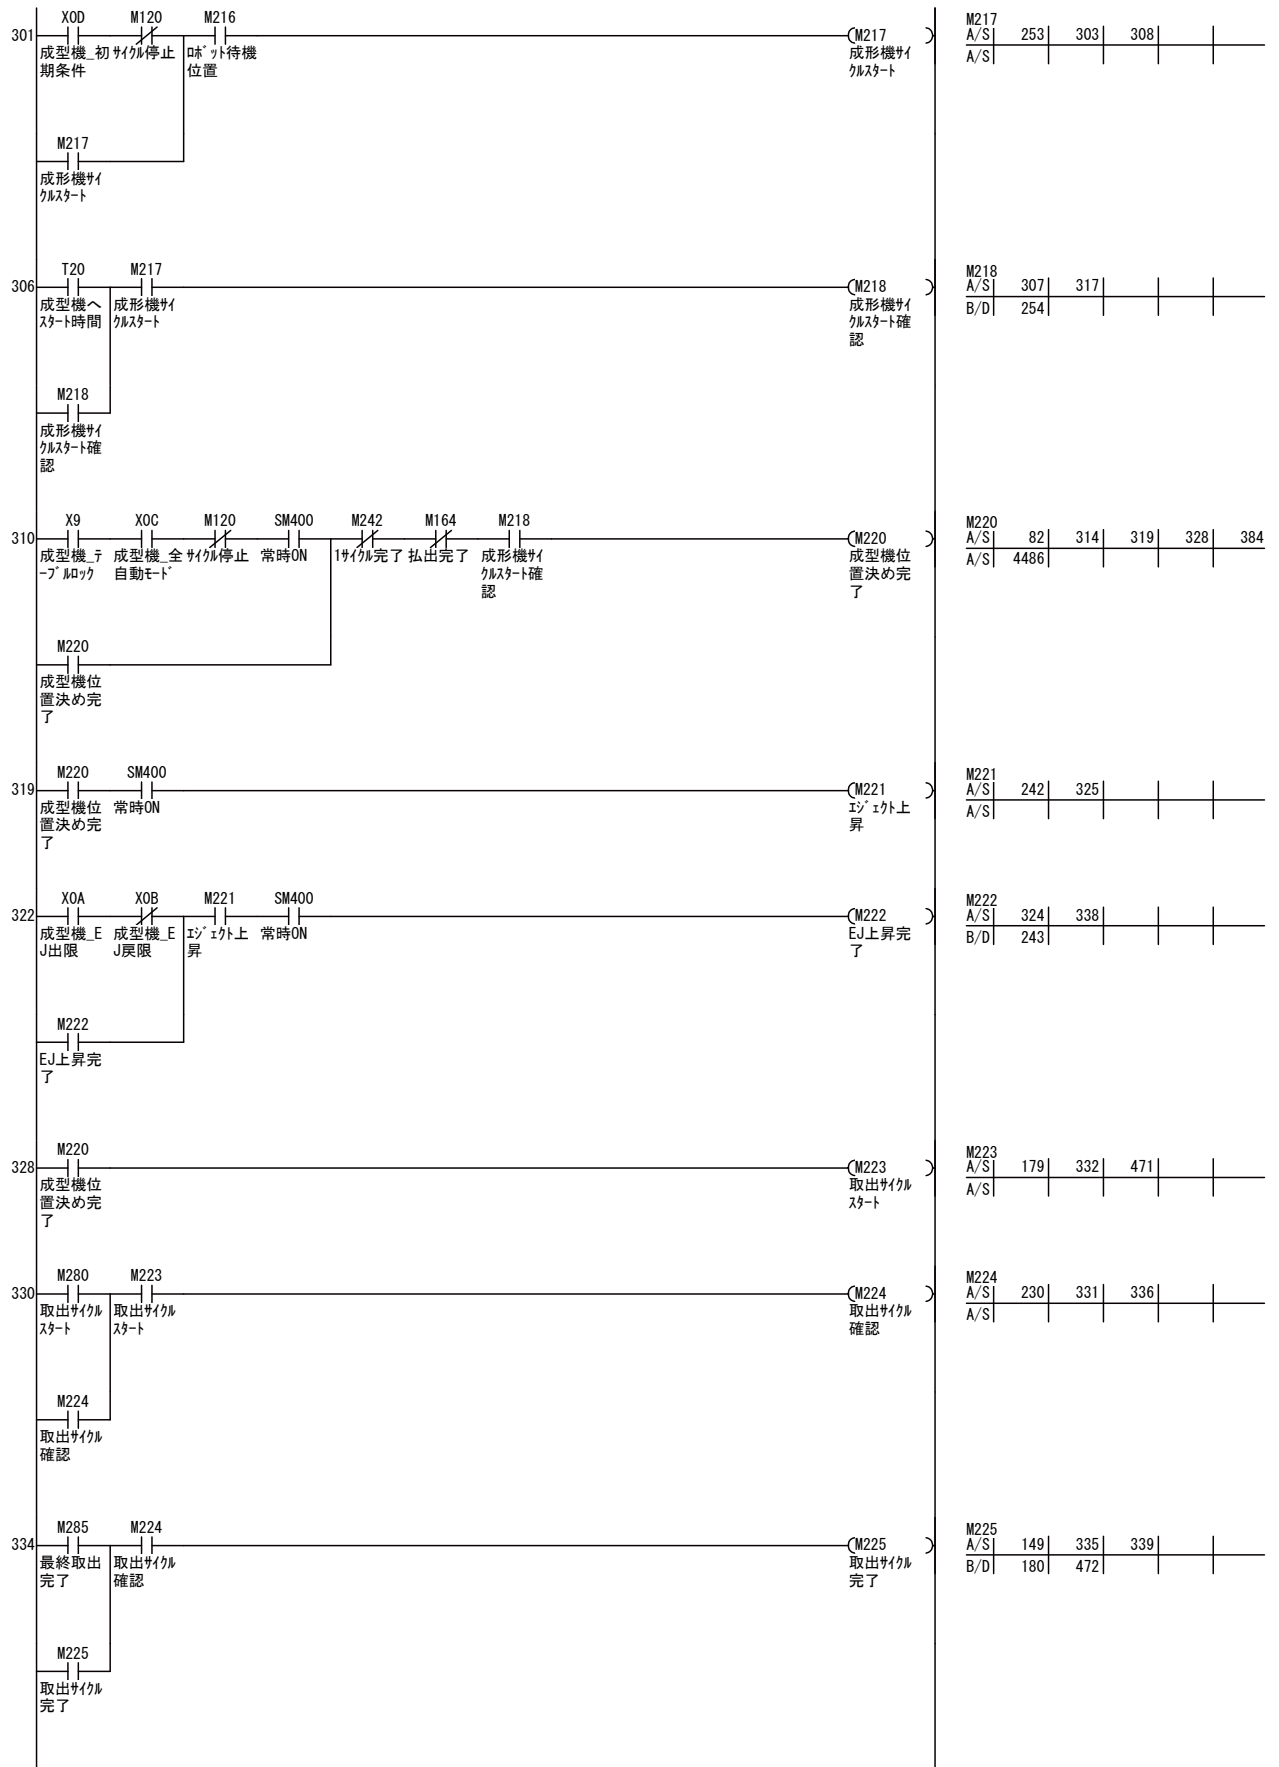 X0D M120 M216 M217
301 (M217 ) A/S 253 303 308
成型機_初 ｻｲｸﾙ停止 ﾛﾎﾞｯﾄ待機 成形機ｻｲ A/S
期条件 位置 ｸﾙｽﾀｰﾄ
M217
成形機ｻｲ
ｸﾙｽﾀｰﾄ
T20 M217 M218
306 (M218 ) A/S 307 317
成型機へ 成形機ｻｲ 成形機ｻｲ B/D 254
ｽﾀｰﾄ時間 ｸﾙｽﾀｰﾄ ｸﾙｽﾀｰﾄ確
認
M218
成形機ｻｲ
ｸﾙｽﾀｰﾄ確
認
X9 X0C M120 SM400 M242 M164 M218 M220
310 (M220 ) A/S 82 314 319 328 384
成型機_ﾃ 成型機_全 ｻｲｸﾙ停止 常時ON 1ｻｲｸﾙ完了 払出完了 成形機ｻｲ 成型機位 A/S 4486
ｰﾌﾞﾙﾛｯｸ 自動ﾓｰﾄﾞ ｸﾙｽﾀｰﾄ確 置決め完
認 了
M220
成型機位
置決め完
了
M220 SM400 M221
319 (M221 ) A/S 242 325
成型機位 常時ON ｴｼﾞｪｸﾄ上 A/S
置決め完 昇
了
X0A X0B M221 SM400 M222
322 (M222 ) A/S 324 338
成型機_E 成型機_E ｴｼﾞｪｸﾄ上 常時ON EJ上昇完 B/D 243
J出限 J戻限 昇 了
M222
EJ上昇完
了
M220 M223
328 (M223 ) A/S 179 332 471
成型機位 取出ｻｲｸﾙ A/S
置決め完 ｽﾀｰﾄ
了
M280 M223 M224
330 (M224 ) A/S 230 331 336
取出ｻｲｸﾙ 取出ｻｲｸﾙ 取出ｻｲｸﾙ A/S
ｽﾀｰﾄ ｽﾀｰﾄ 確認
M224
取出ｻｲｸﾙ
確認
M285 M224 M225
334 (M225 ) A/S 149 335 339
最終取出 取出ｻｲｸﾙ 取出ｻｲｸﾙ B/D 180 472
完了 確認 完了
M225
取出ｻｲｸﾙ
完了